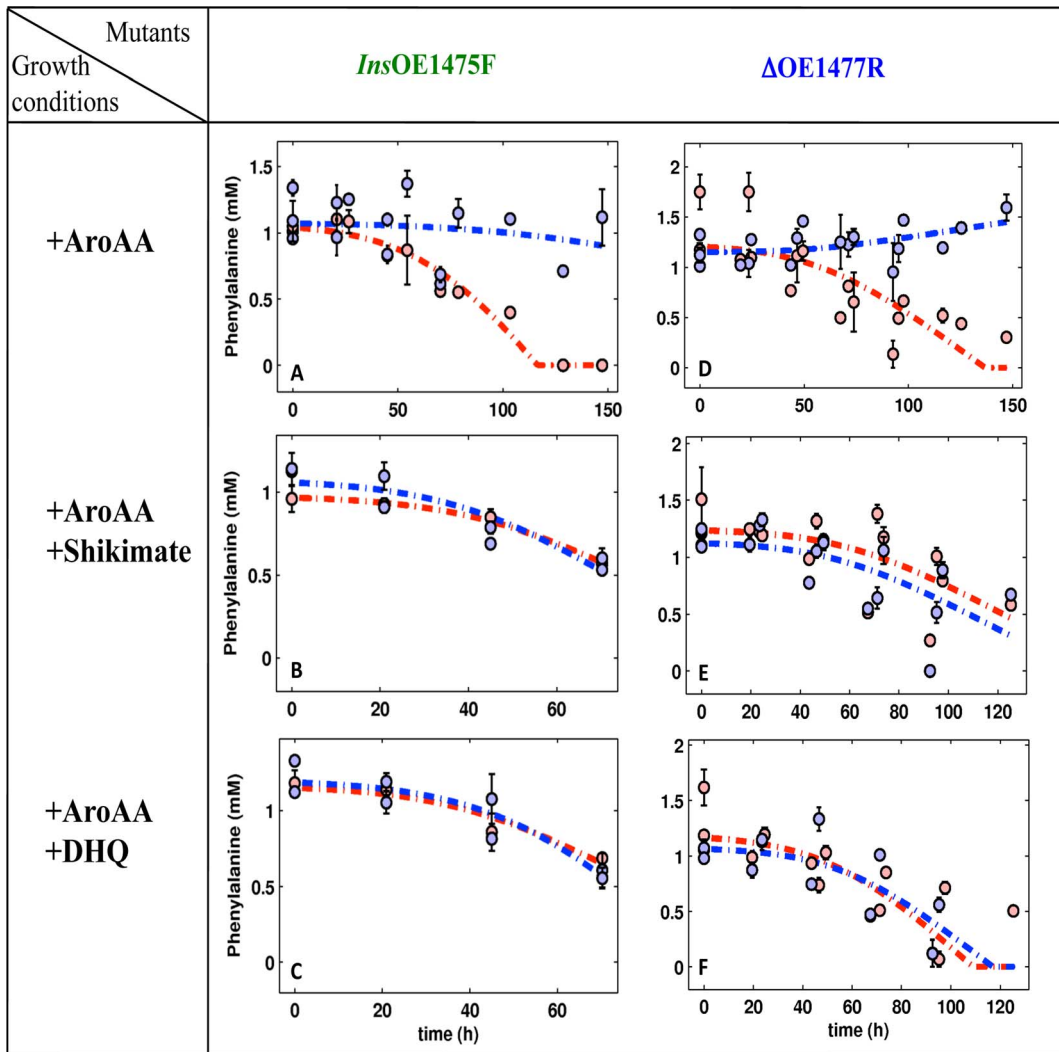 Mutants
Growth
conditions
InsOE1475F
ΔOE1477R
+AroAA
Phenylalanine (mM)
1.5
1
0.5
0
A
0
50
100
150
2
1.5
1
0.5
0
D
0
50
100
150
+AroAA
+Shikimate
Phenylalanine (mM)
1
0.5
0
B
0
20
40
60
2
1.5
1
0.5
0
E
0
20
40
60
80
100
120
+AroAA
+DHQ
Phenylalanine (mM)
1
0.5
0
C
0
20
40
60
time (h)
2
1.5
1
0.5
0
F
0
20
40
60
80
100
120
time (h)